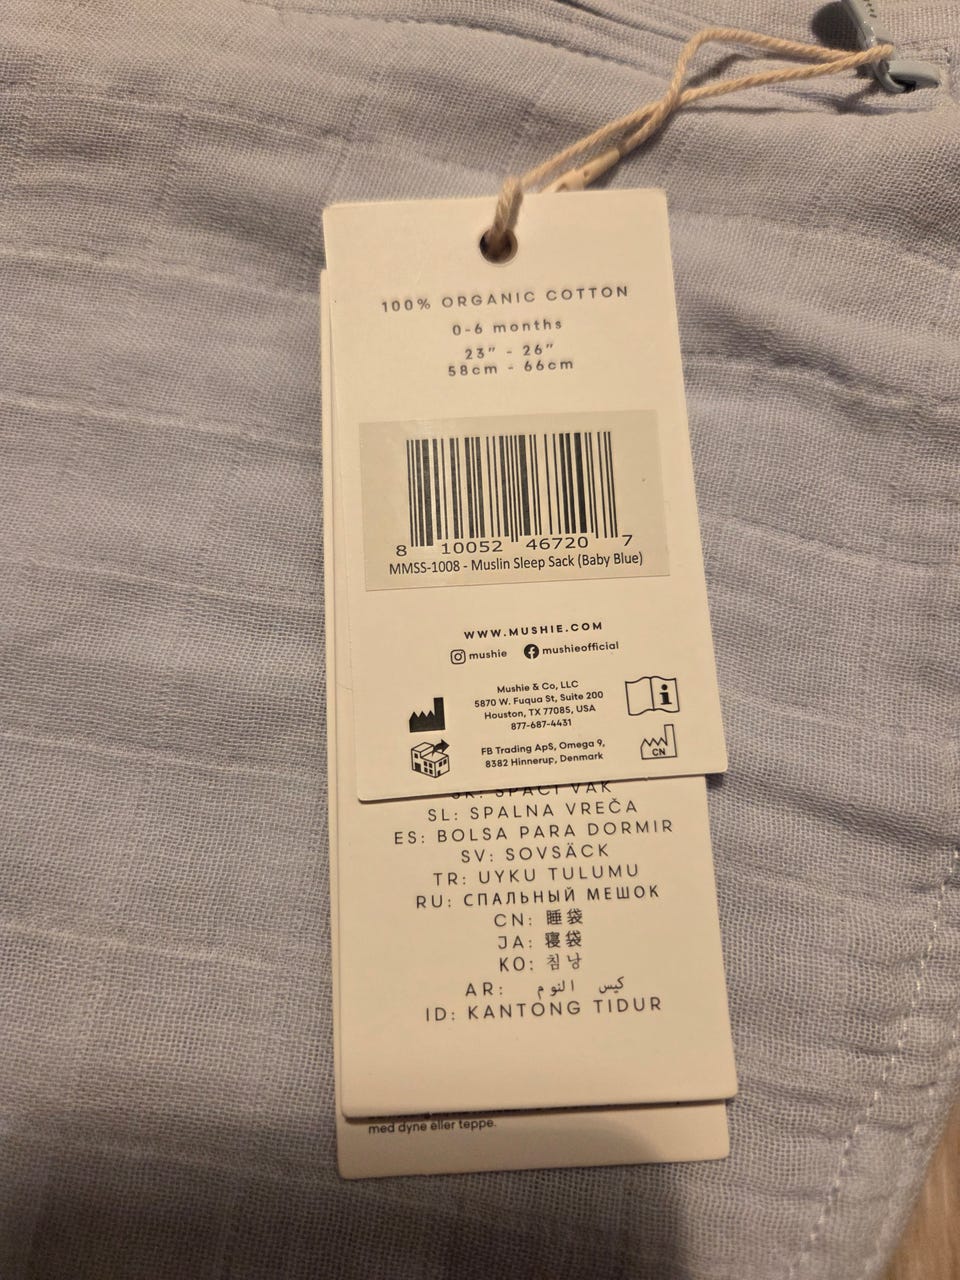 100% ORGANIC COTTON
0-6 months
23" - 26"
58cm - 66cm
8 10052 46720 7
MMSS-1008 - Muslin Sleep Sack (Baby Blue)
WWW.MUSHIE.COM
mushie mushieofficial
Mushie & Co, LLC
5870 W. Fuqua St, Suite 200
Houston, TX 77085, USA
877-687-4431
FB Trading ApS, Omega 9,
8382 Hinnerup, Denmark
CN
SK: SPACÍ VAK
SL: SPALNA VREČA
ES: BOLSA PARA DORMIR
SV: SOVSÄCK
TR: UYKU TULUMU
RU: СПАЛЬНЫЙ МЕШОК
CN: 睡袋
JA: 寝袋
KO: 침낭
AR: كيس النوم
ID: KANTONG TIDUR
med dyne eller teppe.